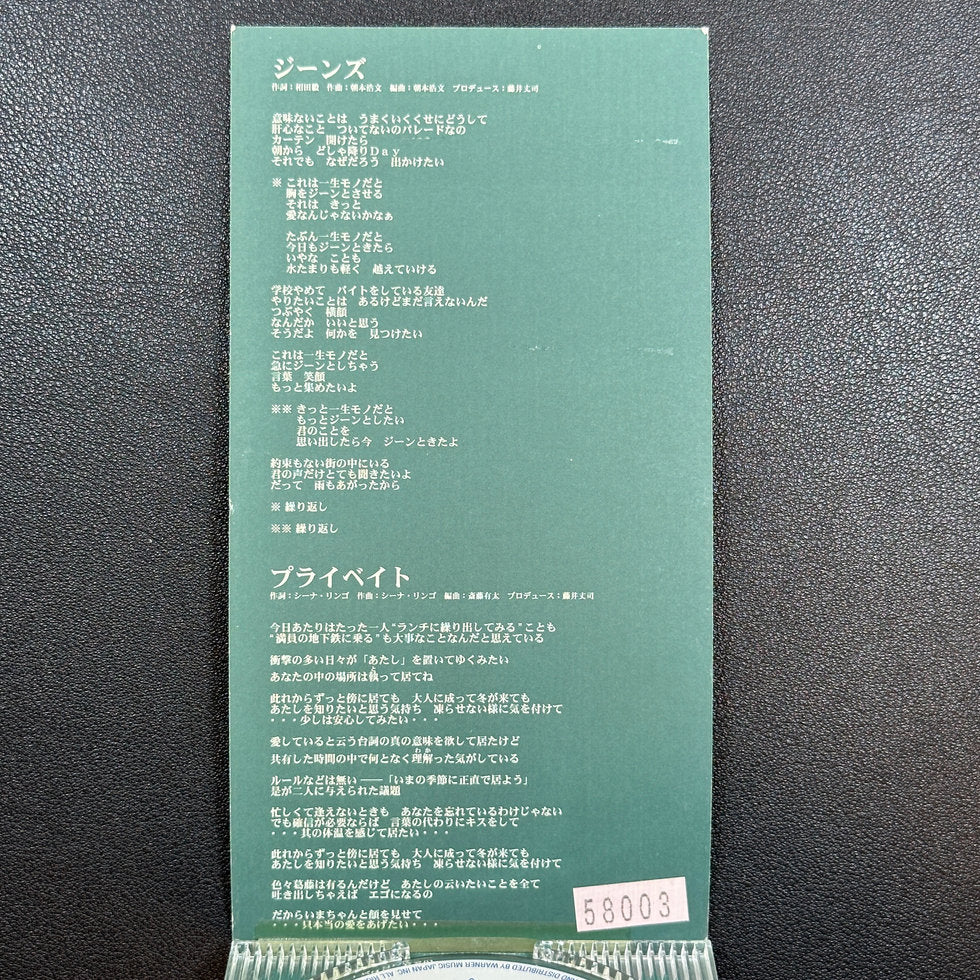 ジーンズ
作詞：相田毅　作曲：朝本浩文　編曲：朝本浩文　プロデュース：藤井丈司
意味ないことは　うまくいくくせにどうして
肝心なこと　ついてないのパレードなの
カーテン　開けたら
朝から　どしゃ降りＤａｙ
それでも　なぜだろう　出かけたい
※ これは一生モノだと
胸をジーンとさせる
それは　きっと
愛なんじゃないかなぁ
たぶん一生モノだと
今日もジーンときたら
いやな　ことも
水たまりも軽く　越えていける
学校やめて　バイトをしている友達
やりたいことは　あるけどまだ言えないんだ
つぶやく　横顔
なんだか　いいと思う
そうだよ　何かを　見つけたい
これは一生モノだと
急にジーンとしちゃう
言葉　笑顔
もっと集めたいよ
※※ きっと一生モノだと
もっとジーンとしたい
君のことを
思い出したら今　ジーンときたよ
約束もない街の中にいる
君の声だけとても聞きたいよ
だって　雨もあがったから
※ 繰り返し
※※ 繰り返し
プライベイト
作詞：シーナ・リンゴ　作曲：シーナ・リンゴ　編曲：斎藤有太　プロデュース：藤井丈司
今日あたりはたった一人“ランチに繰り出してみる”ことも
“満員の地下鉄に乗る”も大事なことなんだと思えている
衝撃の多い日々が「あたし」を置いてゆくみたい
あなたの中の場所は執と って居てね
此れからずっと傍に居ても　大人に成って冬が来ても
あたしを知りたいと思う気持ち　凍らせない様に気を付けて
・・・少しは安心してみたい・・・
愛していると云う台詞の真の意味を欲して居たけど
共有した時間の中で何となく理解わか った気がしている
ルールなどは無い ──「いまの季節に正直で居よう」
是が二人に与えられた議題
忙しくて逢えないときも　あなたを忘れているわけじゃない
でも確信が必要ならば　言葉の代わりにキスをして
・・・其の体温を感じて居たい・・・
此れからずっと傍に居ても　大人に成って冬が来ても
あなたを知りたいと思う気持ち　凍らせない様に気を付けて
色々葛藤は有るんだけど　あたしの云いたいことを全て
吐き出しちゃえば　エゴになるの
だからいまちゃんと顔を見せて
・・・只本当の愛をあげたい・・・
58003
AND DISTRIBUTED BY WARNER MUSIC JAPAN INC. ALL